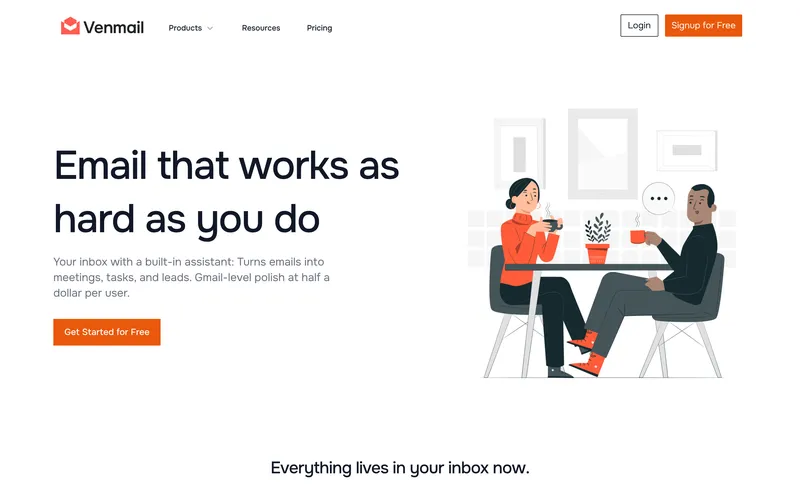 Venmail
Products
Resources
Pricing
Login
Signup for Free
Email that works as
hard as you do
Your inbox with a built-in assistant: Turns emails into
meetings, tasks, and leads. Gmail-level polish at half a
dollar per user.
Get Started for Free
Everything lives in your inbox now.